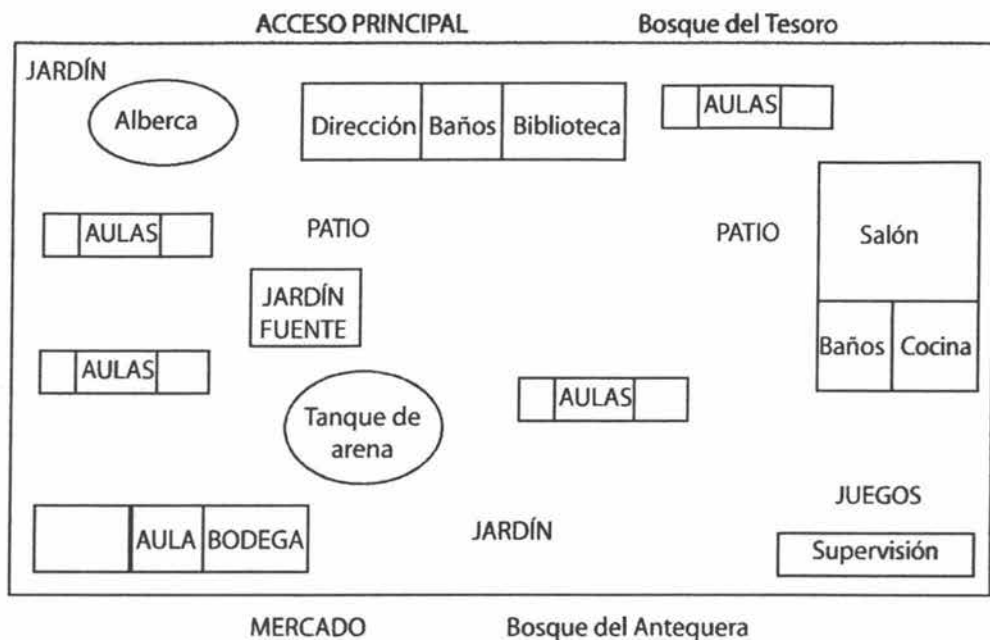 ACCESO PRINCIPAL
Bosque del Tesoro
JARDÍN
Alberca
Dirección
Baños
Biblioteca
AULAS
AULAS
PATIO
PATIO
Salón
JARDÍN
FUENTE
Baños
Cocina
AULAS
AULAS
Tanque de
arena
JUEGOS
AULA
BODEGA
JARDÍN
Supervisión
MERCADO
Bosque del Antequera